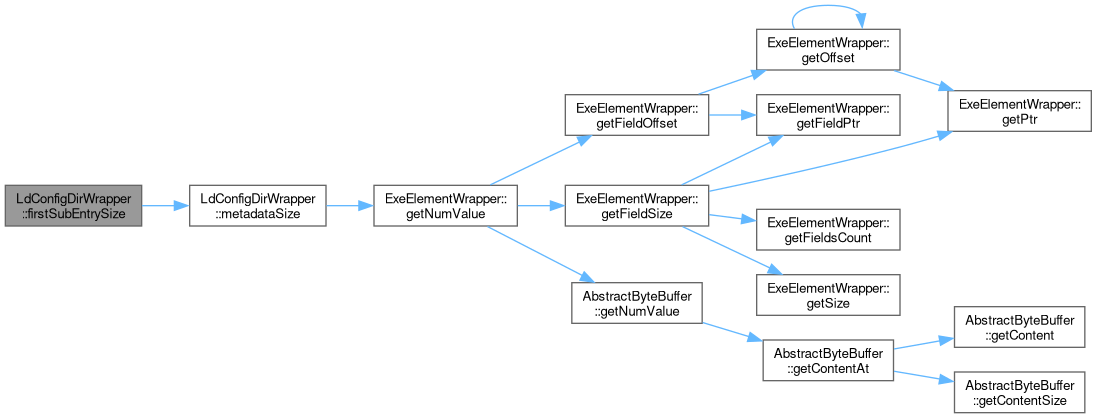 LdConfigDirWrapper
::firstSubEntrySize
LdConfigDirWrapper
::metadataSize
ExeElementWrapper::
getNumValue
ExeElementWrapper::
getFieldOffset
ExeElementWrapper::
getOffset
ExeElementWrapper::
getPtr
ExeElementWrapper::
getFieldPtr
ExeElementWrapper::
getFieldSize
ExeElementWrapper::
getFieldsCount
ExeElementWrapper::
getSize
AbstractByteBuffer
::getNumValue
AbstractByteBuffer
::getContentAt
AbstractByteBuffer
::getContent
AbstractByteBuffer
::getContentSize